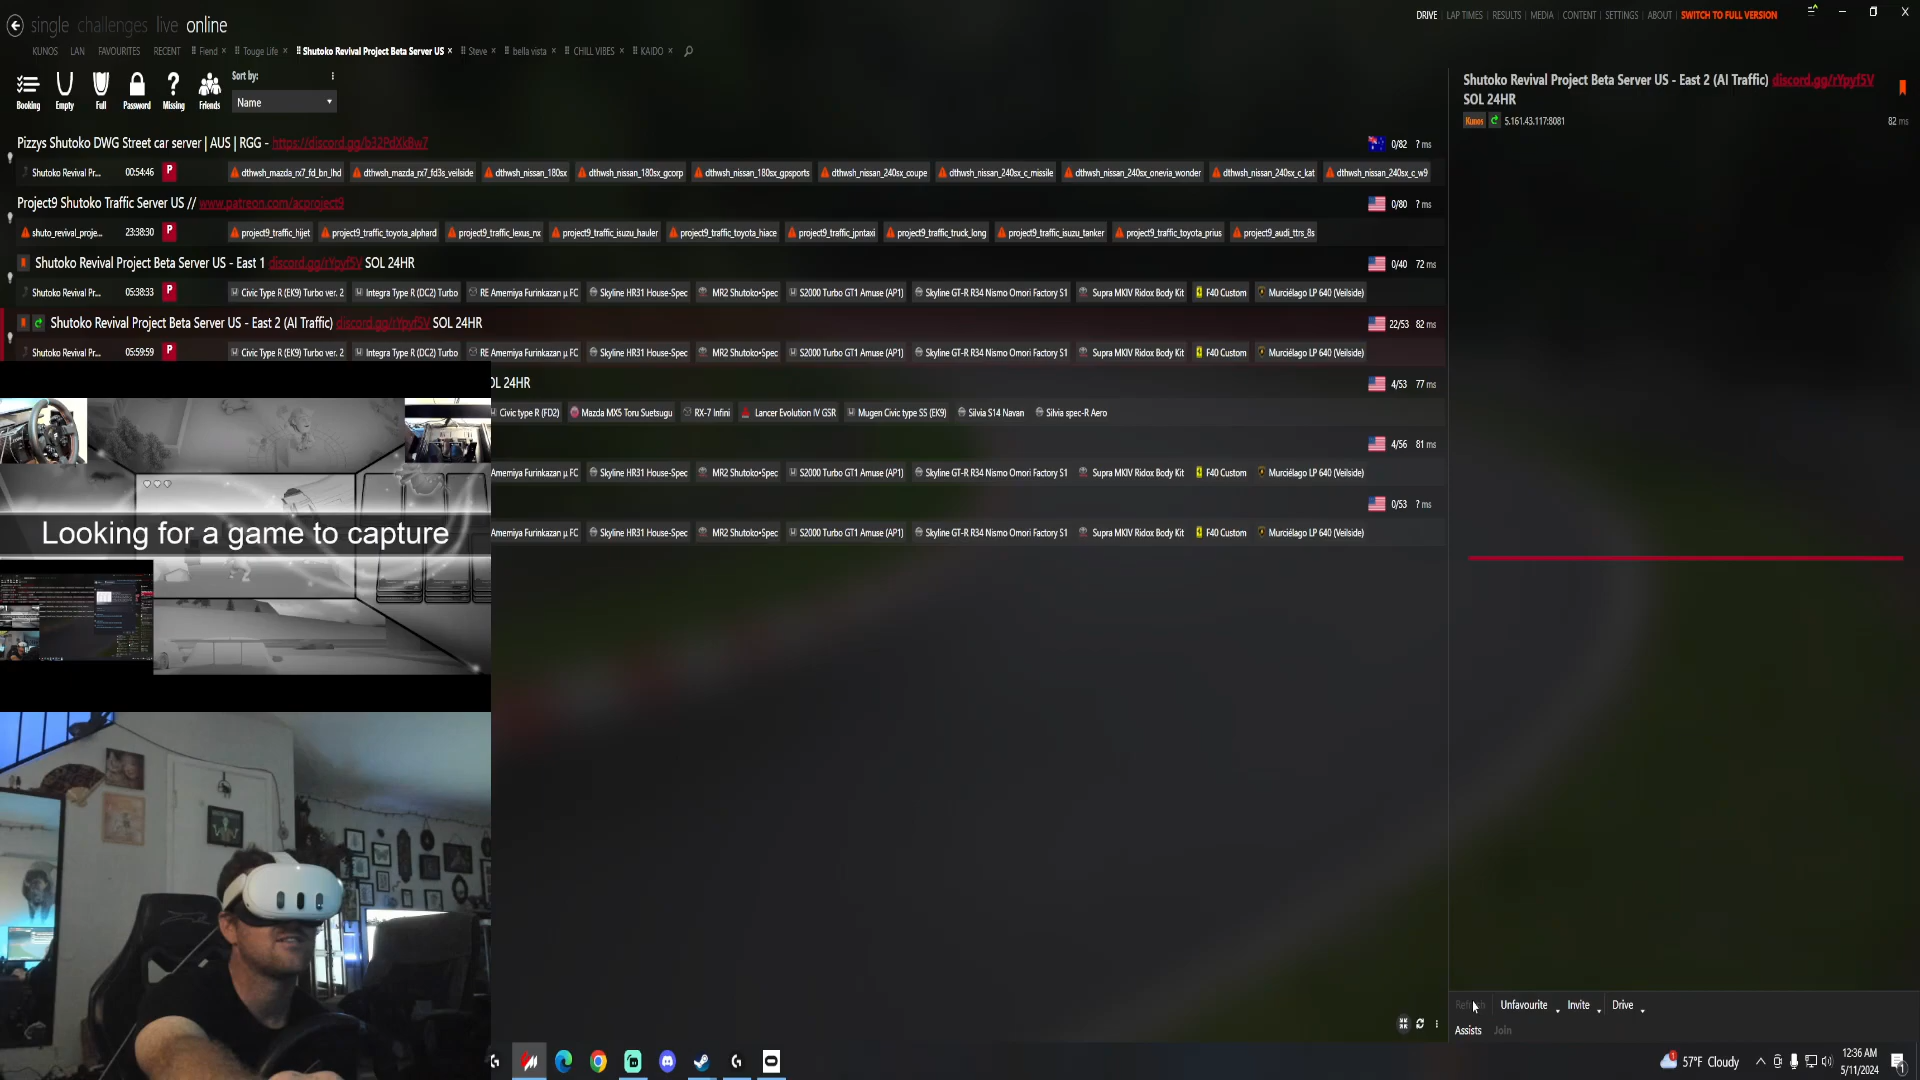 single challenges live online
DRIVE | LAP TIMES | RESULTS | MEDIA | CONTENT | SETTINGS | ABOUT | SWITCH TO FULL VERSION
KUNOS LAN FAVOURITES RECENT Fiend × Touge Life × Shutoko Revival Project Beta Server US × Steve × bella vista × CHILL VIBES × KAIDO ×
Sort by:
Booking Empty Full Password Missing Friends
Name
Pizzys Shutoko DWG Street car server | AUS | RGG - https://discord.gg/b32PdXkBw7 0/82 ? ms
Shutoko Revival Pr... 00:54:46 P dthwsh_mazda_rx7_fd_bn_lhd dthwsh_mazda_rx7_fd3s_veilside dthwsh_nissan_180sx dthwsh_nissan_180sx_gcorp dthwsh_nissan_180sx_gpsports dthwsh_nissan_240sx_coupe dthwsh_nissan_240sx_c_missile dthwsh_nissan_240sx_onevia_wonder dthwsh_nissan_240sx_c_kat dthwsh_nissan_240sx_c_w9
Project9 Shutoko Traffic Server US // www.patreon.com/acproject9 0/80 ? ms
shuto_revival_proje... 23:38:30 P project9_traffic_hijet project9_traffic_toyota_alphard project9_traffic_lexus_nx project9_traffic_isuzu_hauler project9_traffic_toyota_hiace project9_traffic_jpntaxi project9_traffic_truck_long project9_traffic_isuzu_tanker project9_traffic_toyota_prius project9_audi_ttrs_8s
Shutoko Revival Project Beta Server US - East 1 discord.gg/rYpyf5V SOL 24HR 0/40 72 ms
Shutoko Revival Pr... 05:38:33 P Civic Type R (EK9) Turbo ver. 2 Integra Type R (DC2) Turbo RE Amemiya Furinkazan μ FC Skyline HR31 House-Spec MR2 Shutoko•Spec S2000 Turbo GT1 Amuse (AP1) Skyline GT-R R34 Nismo Omori Factory S1 Supra MKIV Ridox Body Kit F40 Custom Murciélago LP 640 (Veilside)
Shutoko Revival Project Beta Server US - East 2 (AI Traffic) discord.gg/rYpyf5V SOL 24HR 22/53 82 ms
Shutoko Revival Pr... 05:59:59 P Civic Type R (EK9) Turbo ver. 2 Integra Type R (DC2) Turbo RE Amemiya Furinkazan μ FC Skyline HR31 House-Spec MR2 Shutoko•Spec S2000 Turbo GT1 Amuse (AP1) Skyline GT-R R34 Nismo Omori Factory S1 Supra MKIV Ridox Body Kit F40 Custom Murciélago LP 640 (Veilside)
OL 24HR 4/53 77 ms
Civic type R (FD2) Mazda MX5 Toru Suetsugu RX-7 Infini Lancer Evolution IV GSR Mugen Civic type SS (EK9) Silvia S14 Navan Silvia spec-R Aero
4/56 81 ms
Amemiya Furinkazan μ FC Skyline HR31 House-Spec MR2 Shutoko•Spec S2000 Turbo GT1 Amuse (AP1) Skyline GT-R R34 Nismo Omori Factory S1 Supra MKIV Ridox Body Kit F40 Custom Murciélago LP 640 (Veilside)
0/53 ? ms
Amemiya Furinkazan μ FC Skyline HR31 House-Spec MR2 Shutoko•Spec S2000 Turbo GT1 Amuse (AP1) Skyline GT-R R34 Nismo Omori Factory S1 Supra MKIV Ridox Body Kit F40 Custom Murciélago LP 640 (Veilside)
Looking for a game to capture
Shutoko Revival Project Beta Server US - East 2 (AI Traffic) discord.gg/rYpyf5V
SOL 24HR
Kunos 5.161.43.117:8081 82 ms
Unfavourite Invite Drive
Assists Join
57°F Cloudy
12:36 AM
5/11/2024